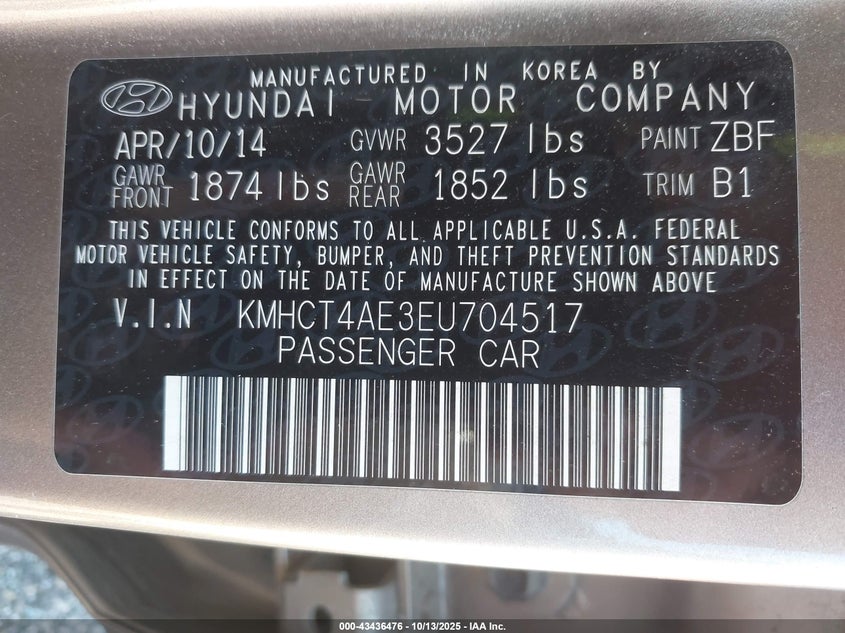 MANUFACTURED IN KOREA BY
HYUNDAI MOTOR COMPANY
APR/10/14 GVWR 3527 lbs PAINT ZBF
GAWR FRONT 1874 lbs GAWR REAR 1852 lbs TRIM B1
THIS VEHICLE CONFORMS TO ALL APPLICABLE U.S.A. FEDERAL
MOTOR VEHICLE SAFETY, BUMPER, AND THEFT PREVENTION STANDARDS
IN EFFECT ON THE DATE OF MANUFACTURE SHOWN ABOVE
V.I.N KMHCT4AE3EU704517
PASSENGER CAR
000-43436476 | 10/13/2025 | IAA Inc.